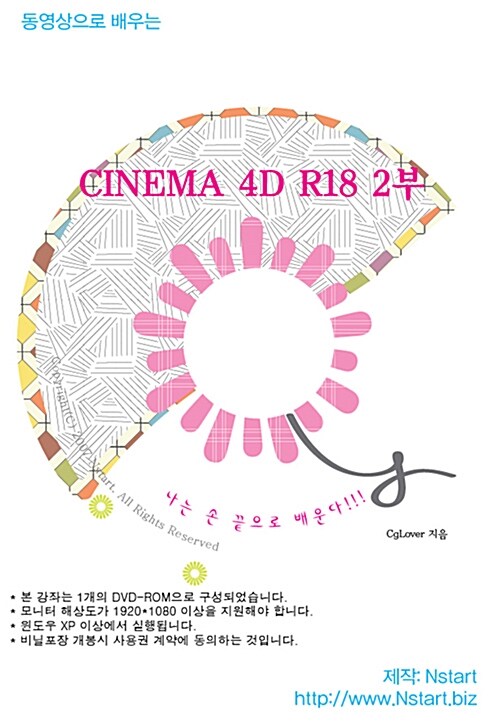 동영상으로 배우는
CINEMA 4D R18 2부
Copyright(c) 2007 Nstart. All Rights Reserved
나는 손 끝으로 배운다!!!
CgLover 지음
* 본 강좌는 1개의 DVD-ROM으로 구성되었습니다.
* 모니터 해상도가 1920*1080 이상을 지원해야 합니다.
* 윈도우 XP 이상에서 실행됩니다.
* 비닐포장 개봉시 사용권 계약에 동의하는 것입니다.
제작: Nstart
http://www.Nstart.biz